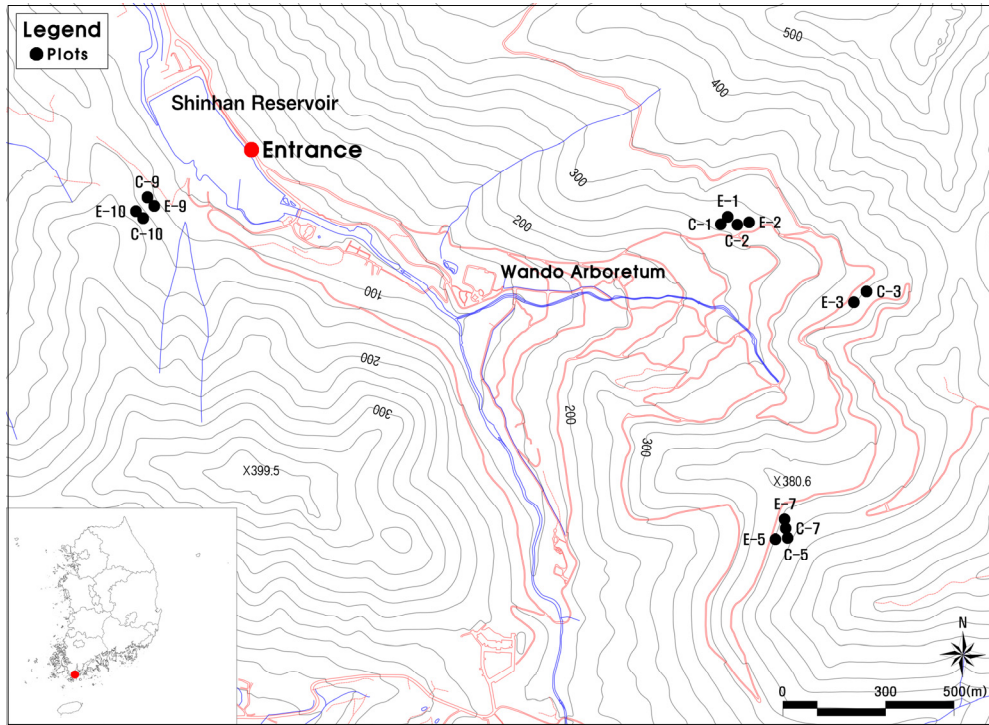 Legend
Plots
500
400
Shinhan Reservoir
Entrance
300
C-9
E-10
E-9
C-10
200
E-1
C-1
E-2
C-2
Wando Arboretum
100
C-3
E-3
200
300
200
300
X399.5
X380.6
E-7
C-7
E-5
C-5
N
0 300 500(m)